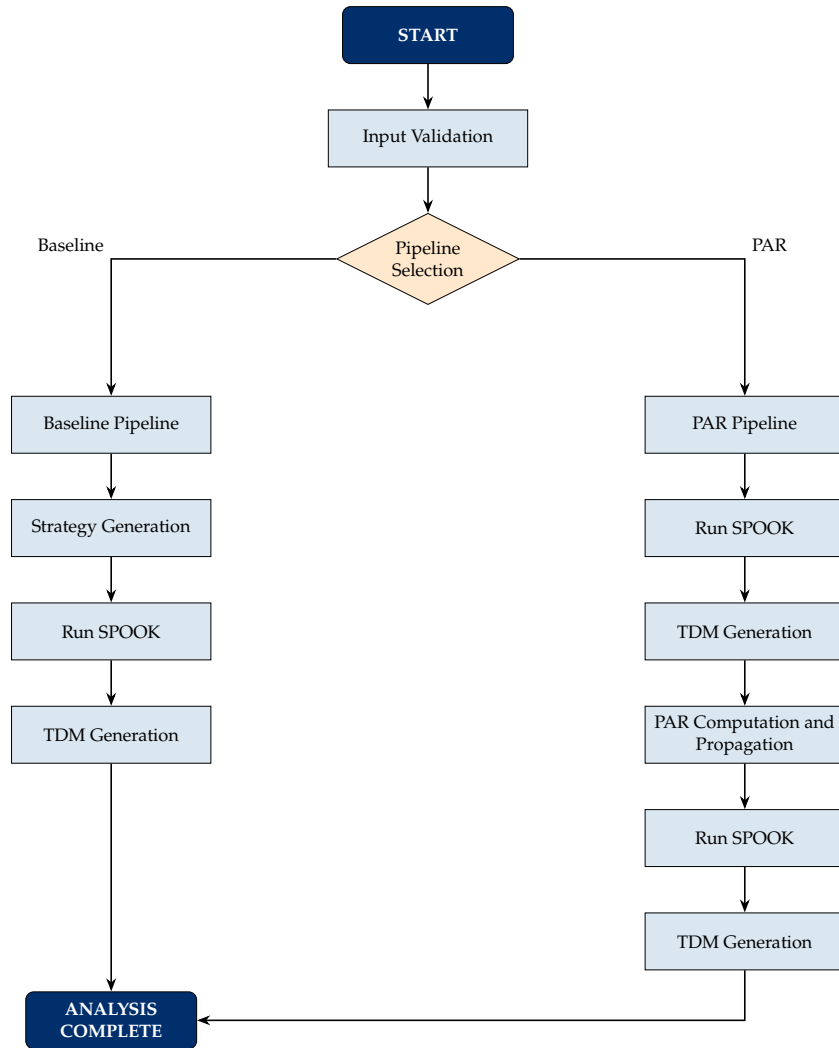 START
Input Validation
Pipeline
Selection
Baseline
PAR
Baseline Pipeline
Strategy Generation
Run SPOOK
TDM Generation
PAR Pipeline
Run SPOOK
TDM Generation
PAR Computation and
Propagation
Run SPOOK
TDM Generation
ANALYSIS
COMPLETE